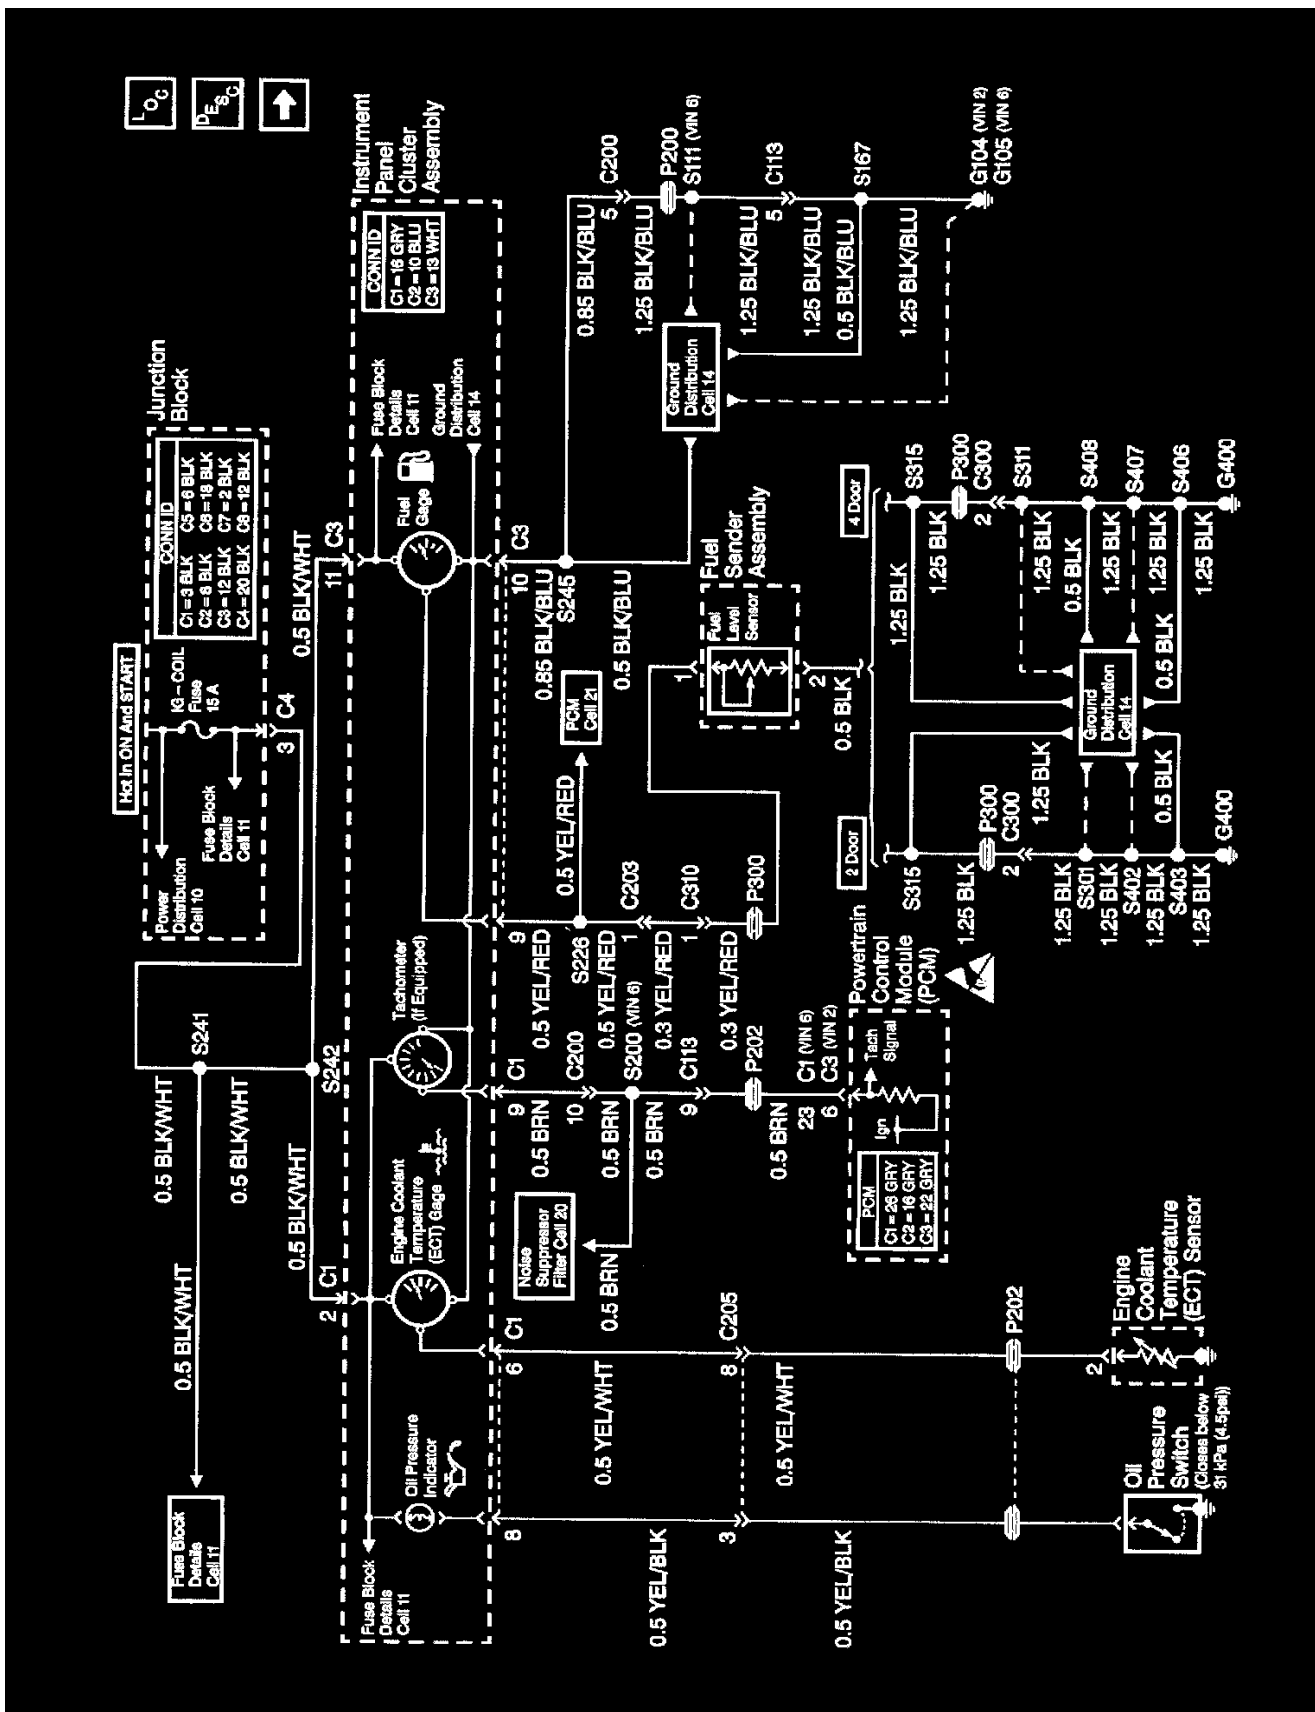 LOC
DESC
Hot In ON And START
Junction
Block
CONN ID
C1=3 BLK C5=6 BLK
C2=8 BLK C6=18 BLK
C3=12 BLK C7=2 BLK
C4=20 BLK C8=12 BLK
IGN-COIL
Fuse
15 A
Power
Distribution
Cell 10
Fuse Block
Details
Cell 11
3
C4
S241
0.5 BLK/WHT
0.5 BLK/WHT
0.5 BLK/WHT
Fuse Block
Details
Cell 11
S242
0.5 BLK/WHT
0.5 BLK/WHT
2
C1
11
C3
Instrument
Panel
Cluster
Assembly
CONN ID
C1=16 GRY
C2=10 BLU
C3=13 WHT
Fuse Block
Details
Cell 11
Oil Pressure
Indicator
Engine Coolant
Temperature
(ECT) Gage
Tachometer
(If Equipped)
Fuel
Gage
Fuse Block
Details
Cell 11
Ground
Distribution
Cell 14
8
6
C1
9
C1
9
10
C3
0.5 YEL/BLK
0.5 YEL/WHT
3
8
C205
0.5 YEL/BLK
0.5 YEL/WHT
P202
2
Oil
Pressure
Switch
(Closes below
31 kPa (4.5psi))
Engine
Coolant
Temperature
(ECT) Sensor
0.5 BRN
10
C200
0.5 BRN
S200 (VIN 6)
0.5 BRN
Noise
Suppressor
Filter Cell 20
0.5 BRN
9
C113
P202
0.5 BRN
23
C1 (VIN 6)
6
C3 (VIN 2)
Powertrain
Control
Module
(PCM)
Tach
Signal
Ign
PCM
C1=26 GRY
C2=16 GRY
C3=22 GRY
0.5 YEL/RED
S226
0.5 YEL/RED
PCM
Cell 21
0.5 YEL/RED
1
C203
0.3 YEL/RED
1
C310
0.3 YEL/RED
P300
1
Fuel
Sender
Assembly
Fuel
Level
Sensor
2
0.5 BLK
0.85 BLK/BLU
S245
0.5 BLK/BLU
0.85 BLK/BLU
5
C200
1.25 BLK/BLU
P200
S111 (VIN 6)
Ground
Distribution
Cell 14
1.25 BLK/BLU
5
C113
1.25 BLK/BLU
0.5 BLK/BLU
S167
1.25 BLK/BLU
G104 (VIN 2)
G105 (VIN 6)
2 Door
S315
1.25 BLK
P300
2
C300
1.25 BLK
1.25 BLK
S301
1.25 BLK
S402
1.25 BLK
0.5 BLK
S403
1.25 BLK
G400
Ground
Distribution
Cell 14
4 Door
S315
1.25 BLK
1.25 BLK
P300
2
C300
S311
1.25 BLK
0.5 BLK
S408
1.25 BLK
S407
1.25 BLK
0.5 BLK
S406
1.25 BLK
G400